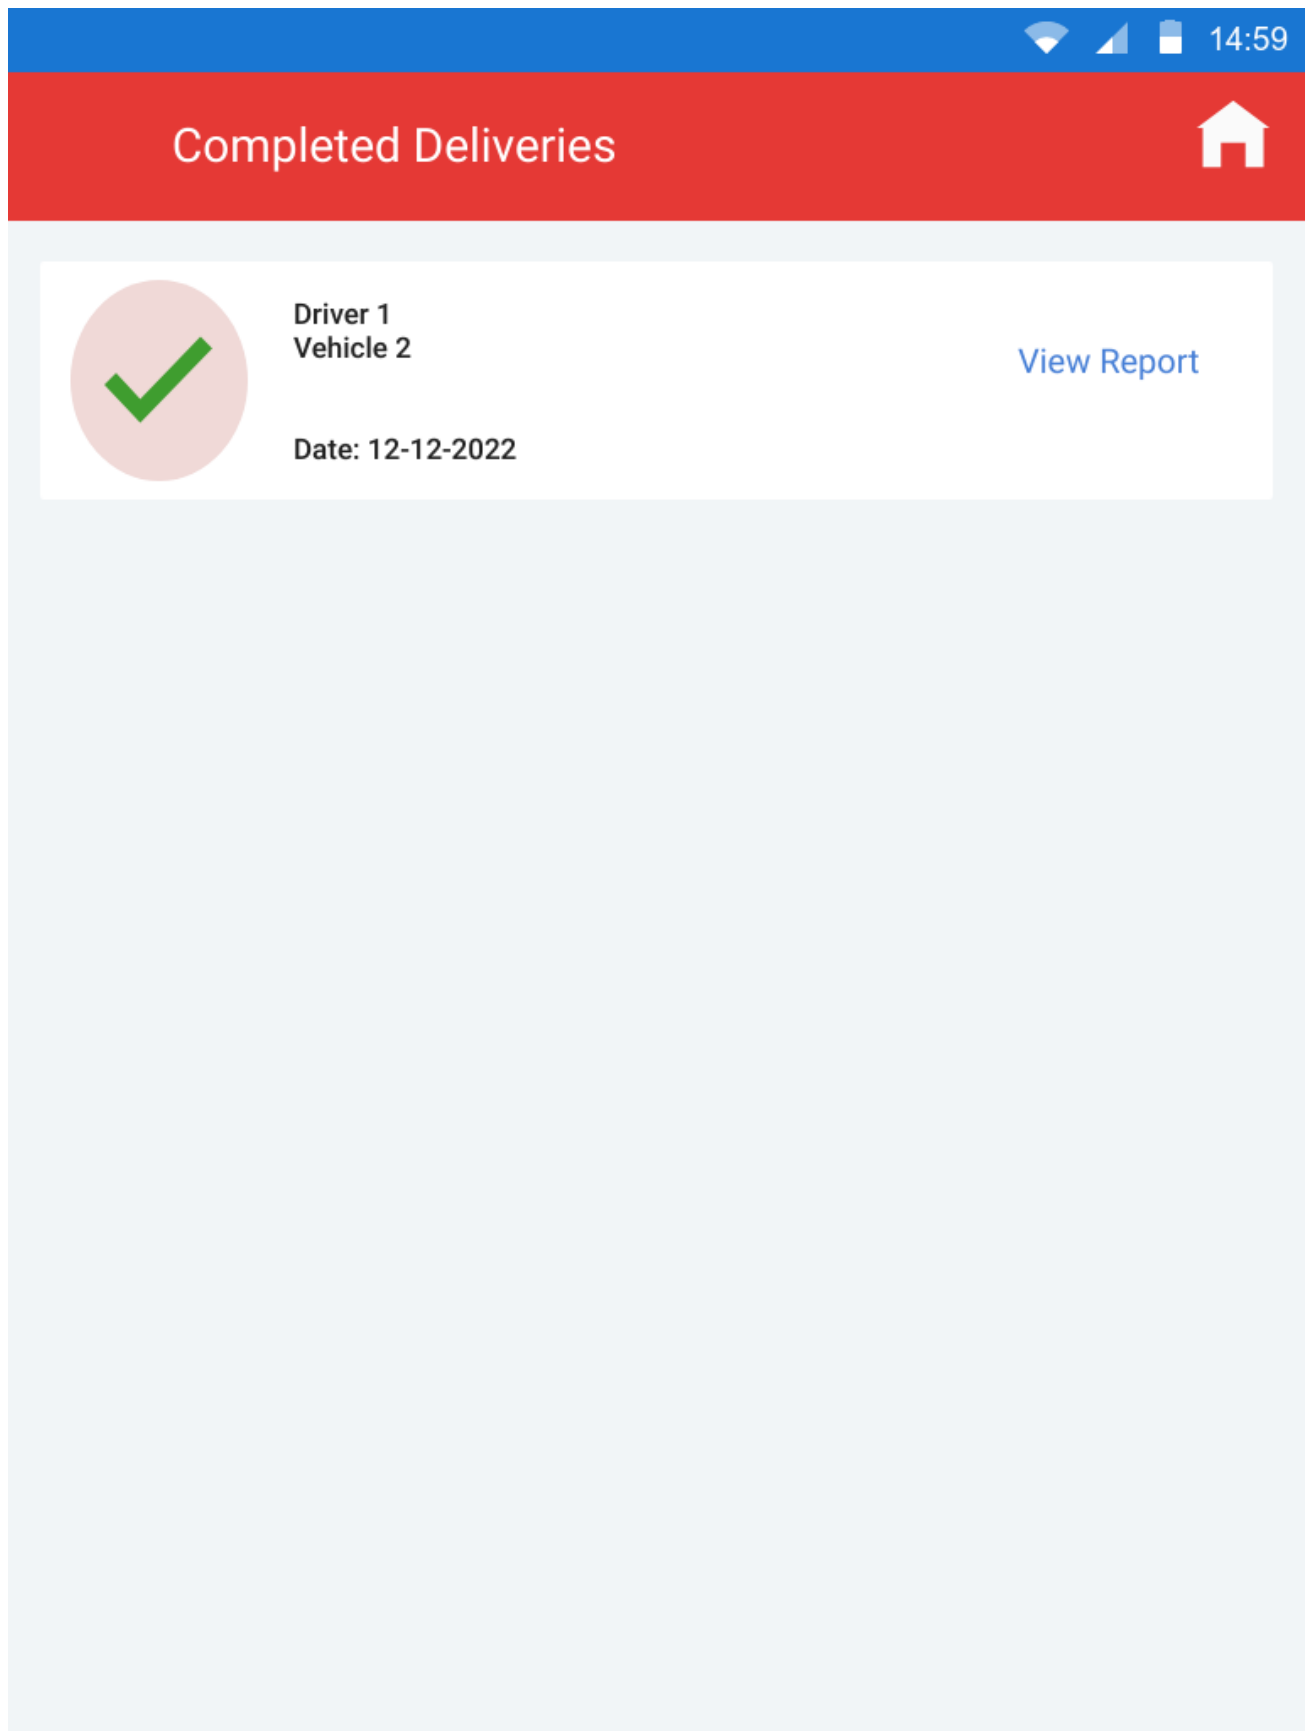 14:59
Completed Deliveries
Driver 1
Vehicle 2
View Report
Date: 12-12-2022